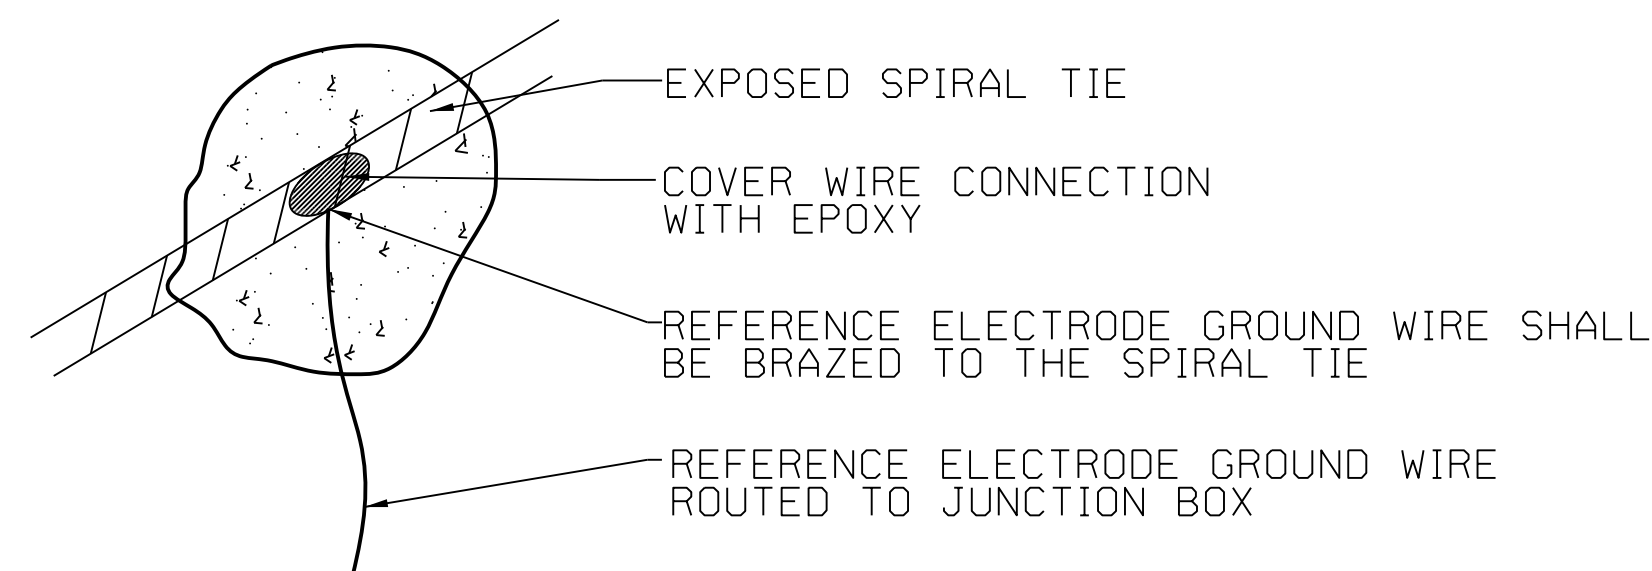 EXPOSED SPIRAL TIE
COVER WIRE CONNECTION
WITH EPOXY
REFERENCE ELECTRODE GROUND WIRE SHALL
BE BRAZED TO THE SPIRAL TIE
REFERENCE ELECTRODE GROUND WIRE
ROUTED TO JUNCTION BOX